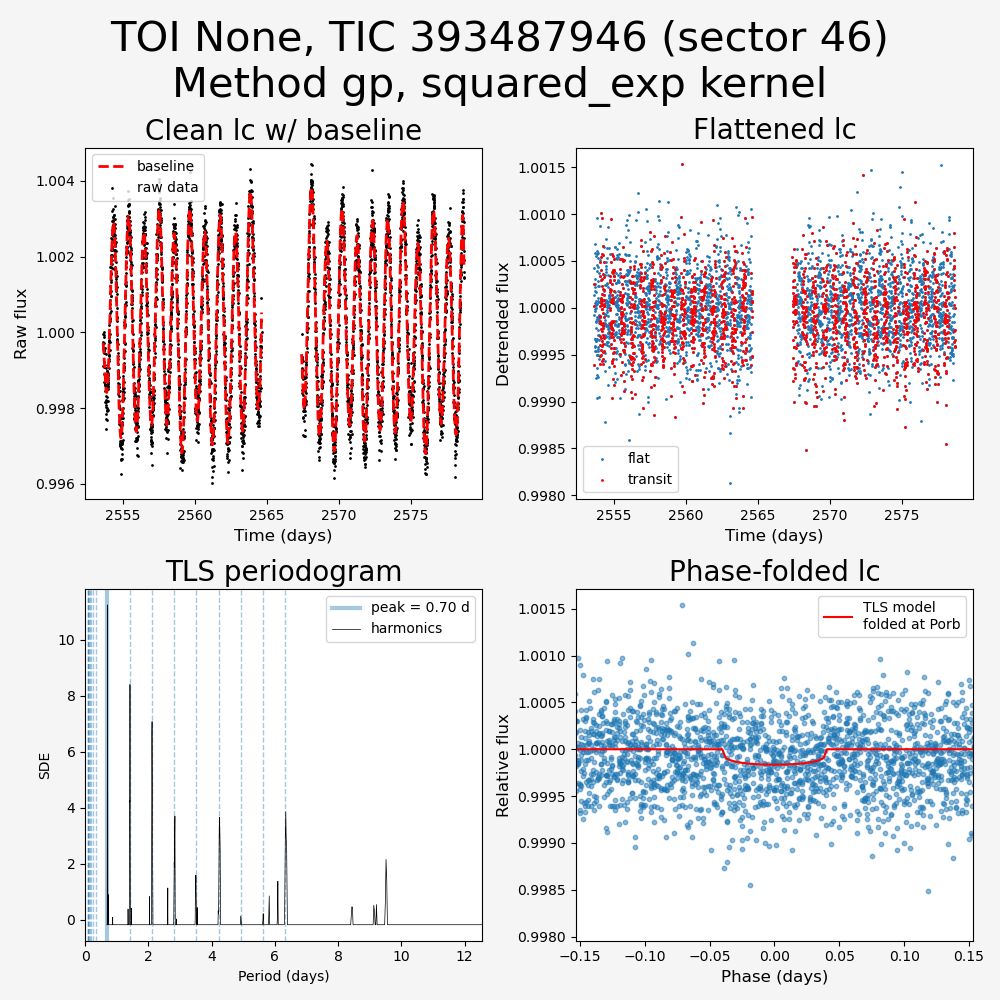 TOI None, TIC 393487946 (sector 46)
Method gp, squared_exp kernel
Clean lc w/ baseline
baseline
raw data
Raw flux
1.004
1.002
1.000
0.998
0.996
2555 2560 2565 2570 2575
Time (days)
Flattened lc
Detrended flux
1.0015
1.0010
1.0005
1.0000
0.9995
0.9990
0.9985
0.9980
flat
transit
2555 2560 2565 2570 2575
Time (days)
TLS periodogram
peak = 0.70 d
harmonics
SDE
10
8
6
4
2
0
0 2 4 6 8 10 12
Period (days)
Phase-folded lc
TLS model
folded at Porb
Relative flux
1.0015
1.0010
1.0005
1.0000
0.9995
0.9990
0.9985
0.9980
−0.15 −0.10 −0.05 0.00 0.05 0.10 0.15
Phase (days)